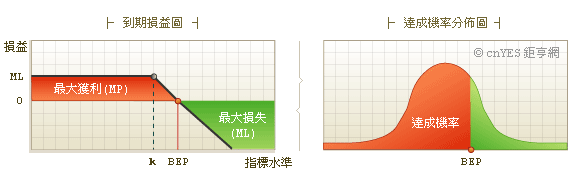 到期損益圖
達成機率分佈圖
損益
© cnYES 鉅亨網
ML
最大獲利(MP)
0
最大損失
(ML)
達成機率
k
BEP
指標水準
BEP